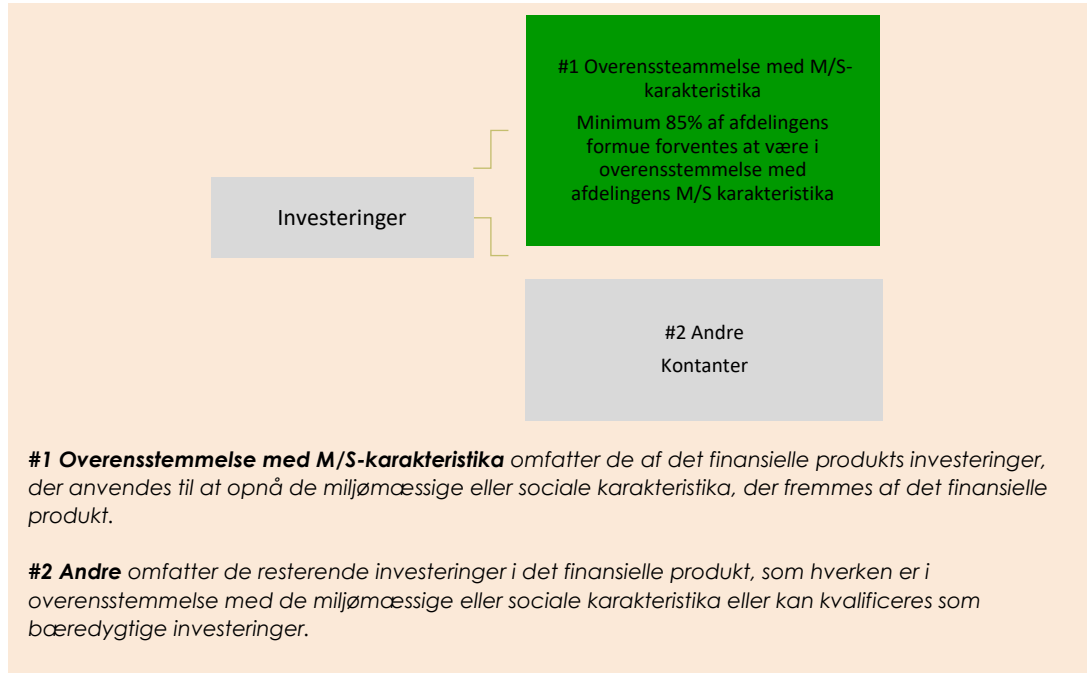 #1 Overenssteammelse med M/S-
karakteristika
Minimum 85% af afdelingens
formue forventes at være i
overensstemmelse med
afdelingens M/S karakteristika
Investeringer
#2 Andre
Kontanter
#1 Overensstemmelse med M/S-karakteristika omfatter de af det finansielle produkts investeringer,
der anvendes til at opnå de miljømæssige eller sociale karakteristika, der fremmes af det finansielle
produkt.
#2 Andre omfatter de resterende investeringer i det finansielle produkt, som hverken er i
overensstemmelse med de miljømæssige eller sociale karakteristika eller kan kvalificeres som
bæredygtige investeringer.